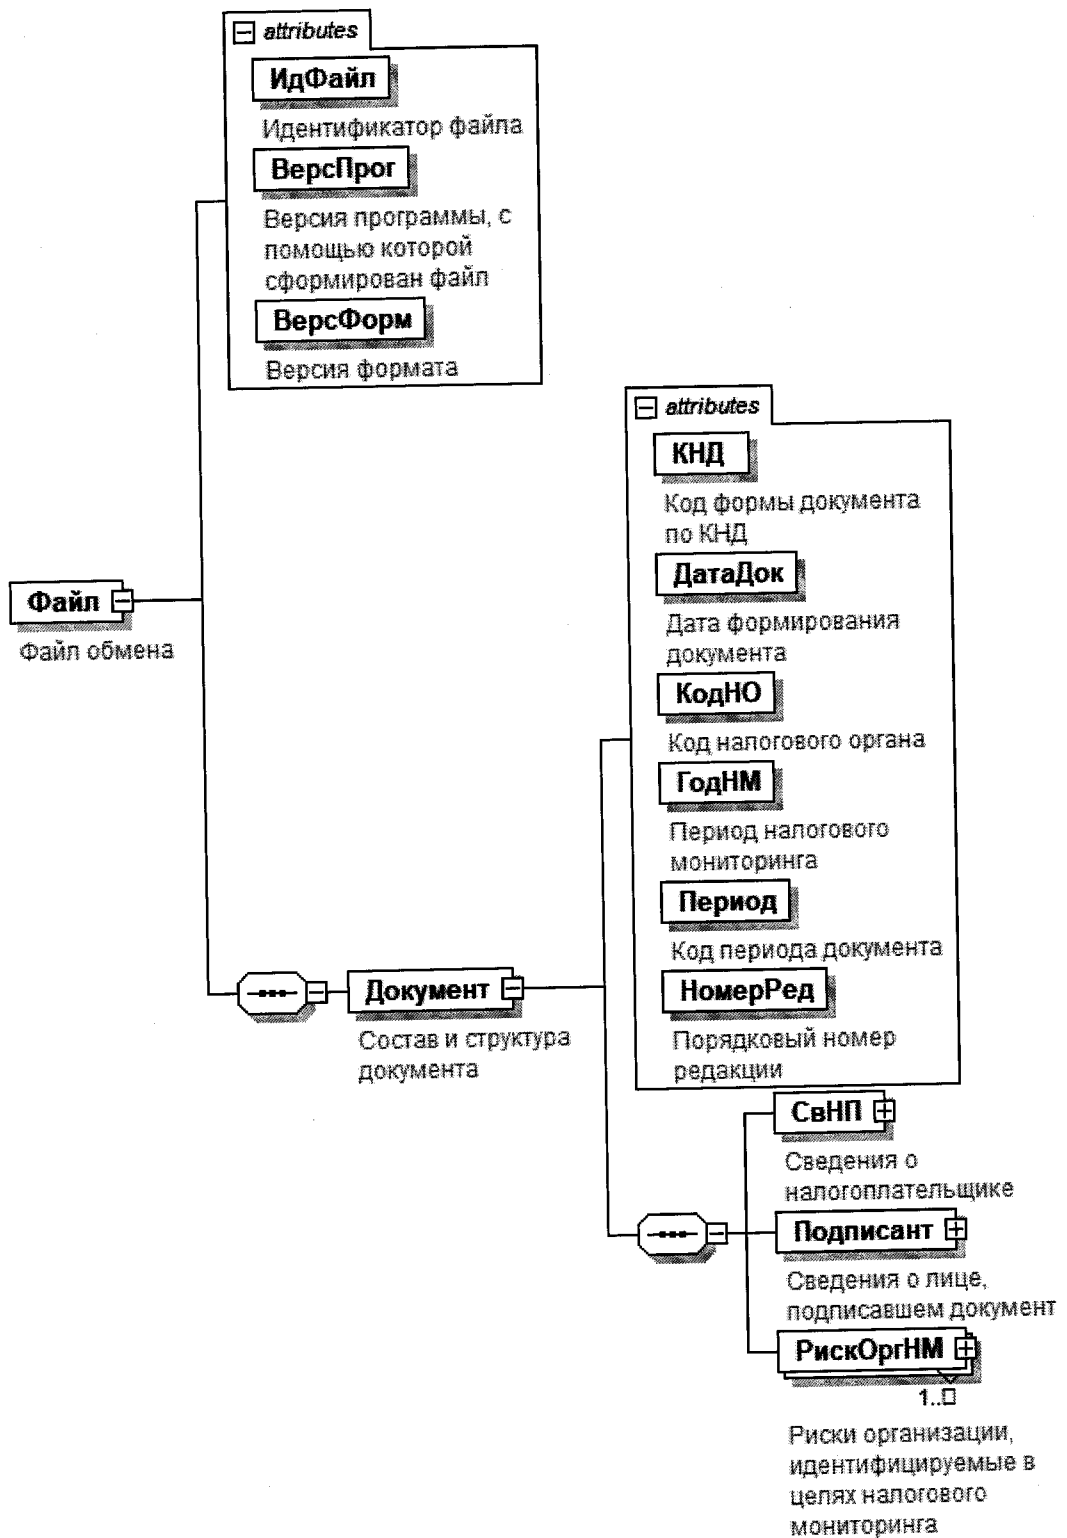 attributes
ИдФайл
Идентификатор файла
ВерсПрог
Версия программы, с
помощью которой
сформирован файл
ВерсФорм
Версия формата
Файл
Файл обмена
Документ
Состав и структура
документа
attributes
КНД
Код формы документа
по КНД
ДатаДок
Дата формирования
документа
КодНО
Код налогового органа
ГодНМ
Период налогового
мониторинга
Период
Код периода документа
НомерРед
Порядковый номер
редакции
СвНП
Сведения о
налогоплательщике
Подписант
Сведения о лице,
подписавшем документ
РискОргНМ
1..□
Риски организации,
идентифицируемые в
целях налогового
мониторинга